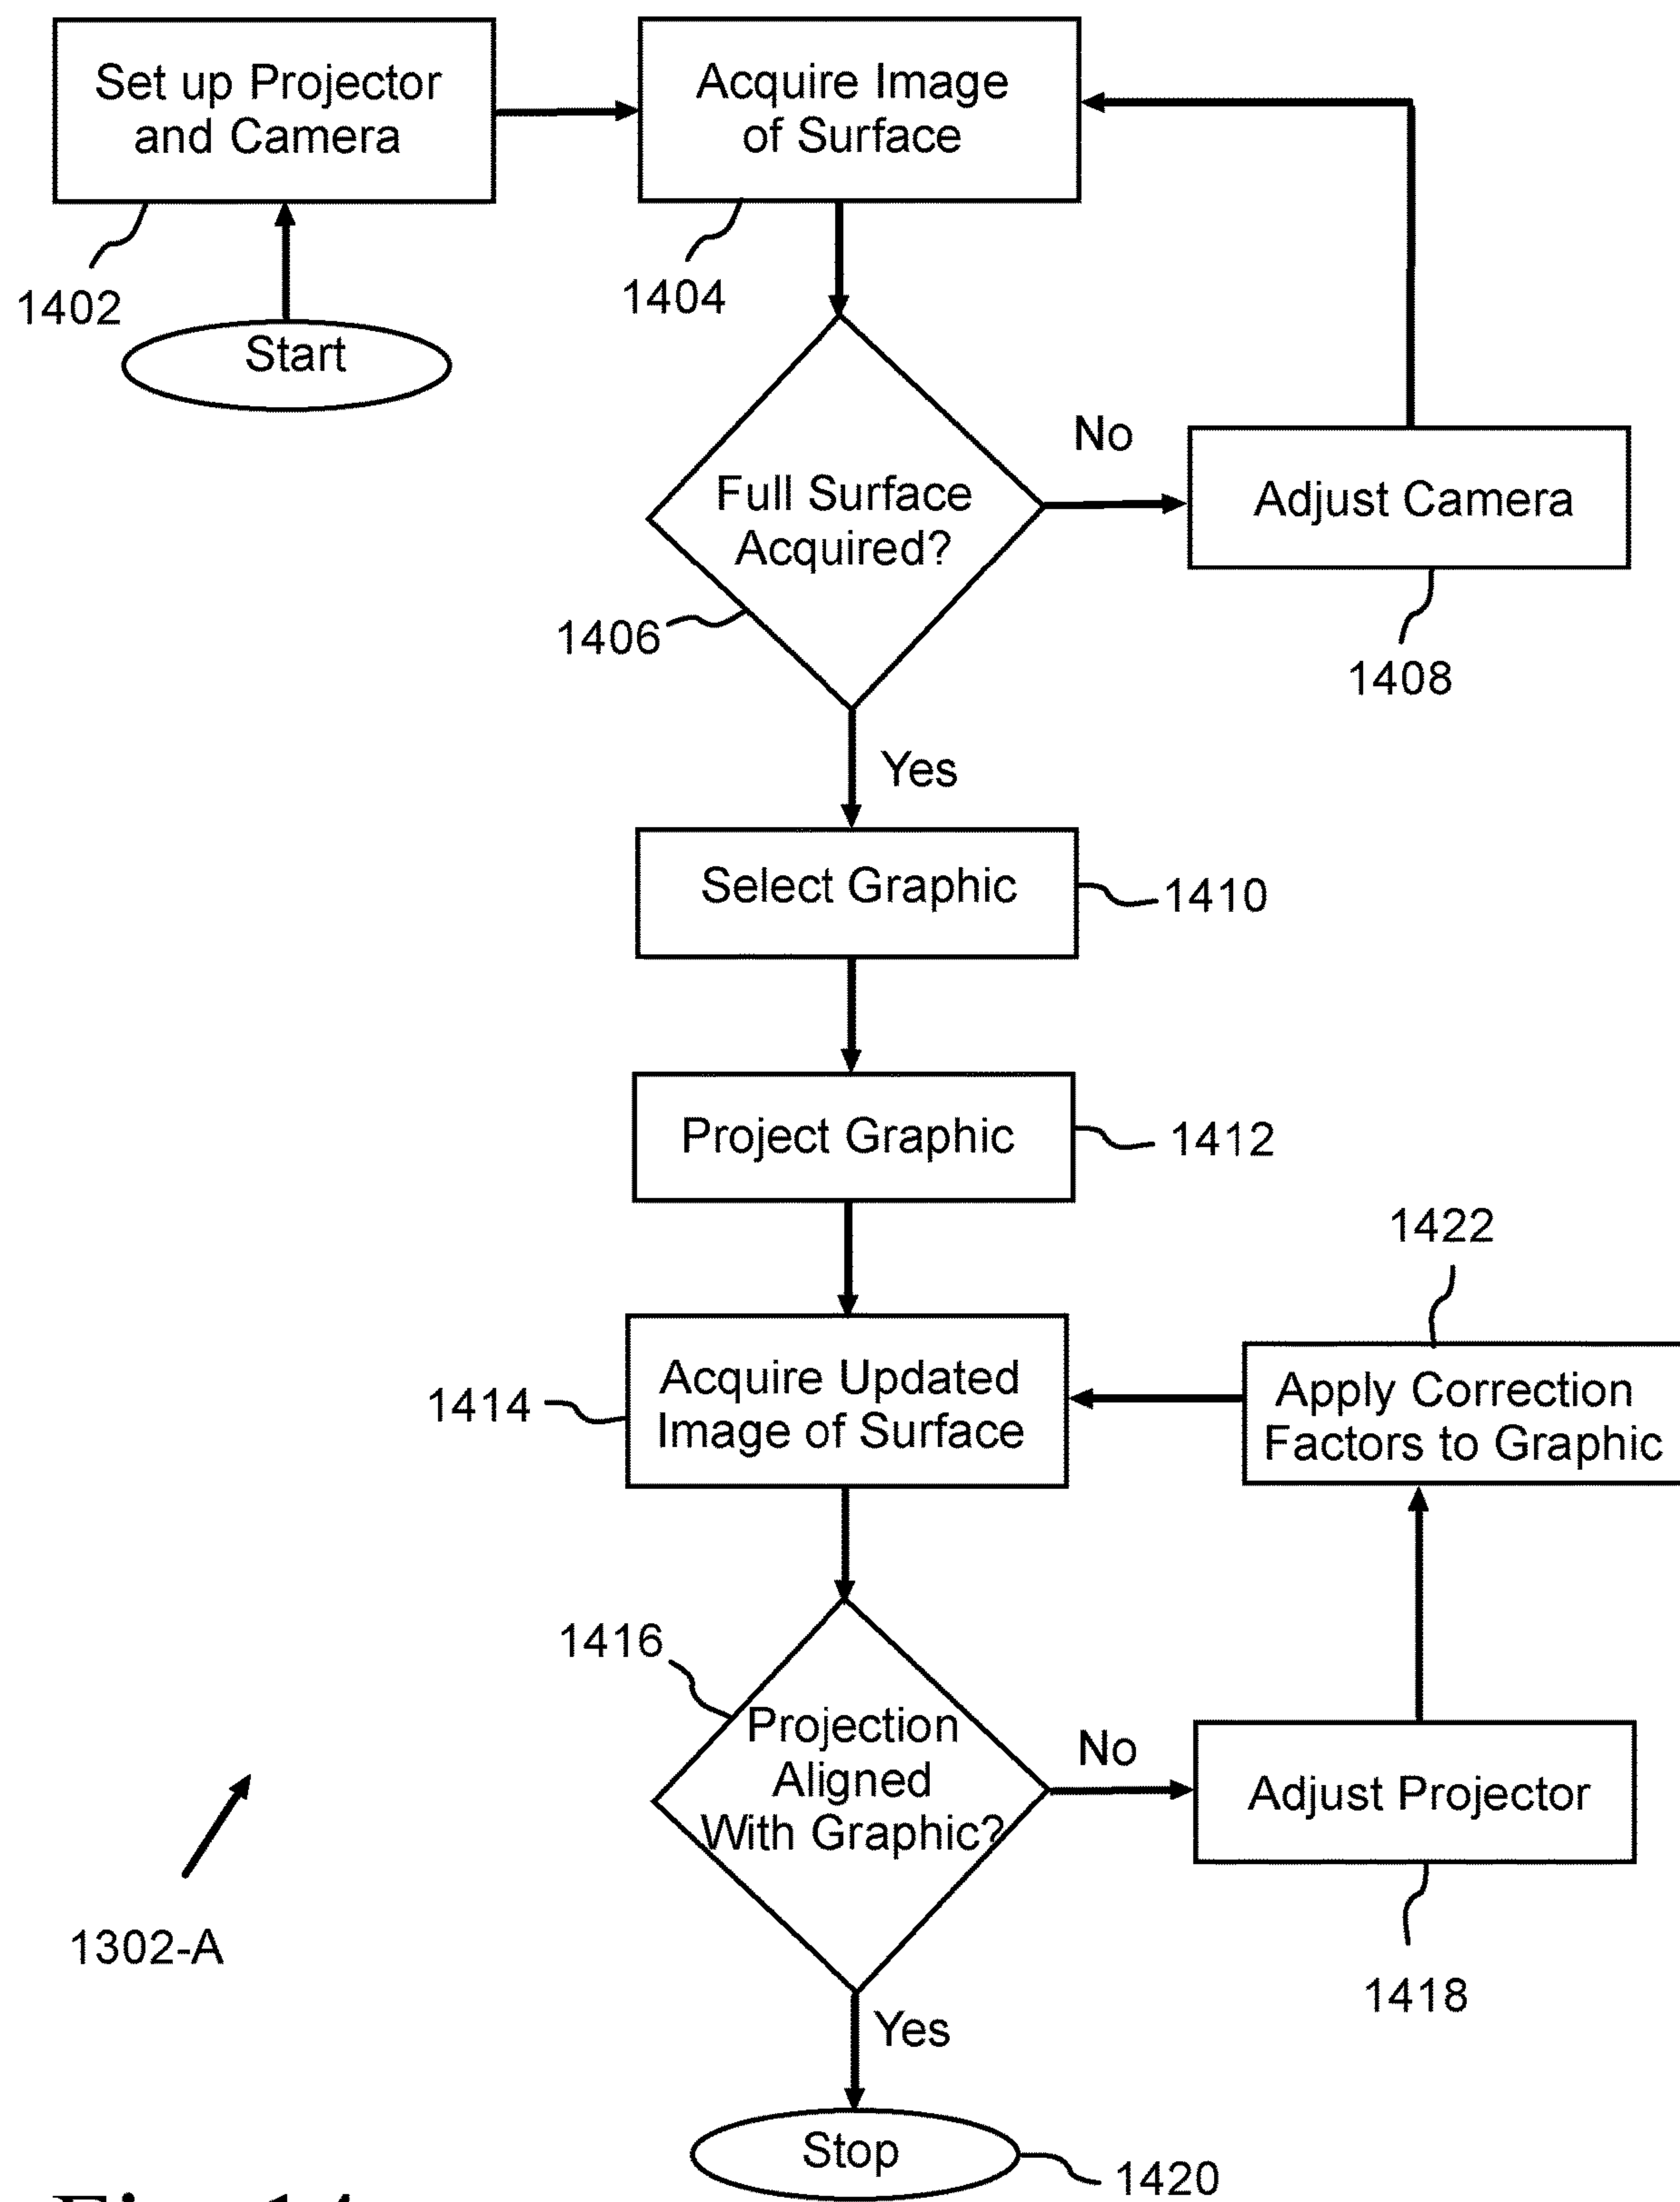 Set up Projector
and Camera
Acquire Image
of Surface
1402
1404
Start
Full Surface
Acquired?
No
Adjust Camera
1406
1408
Yes
Select Graphic
1410
Project Graphic
1412
1422
Acquire Updated
Image of Surface
1414
Apply Correction
Factors to Graphic
1416
Projection
Aligned
With Graphic?
No
Adjust Projector
1302-A
1418
Yes
Stop
1420